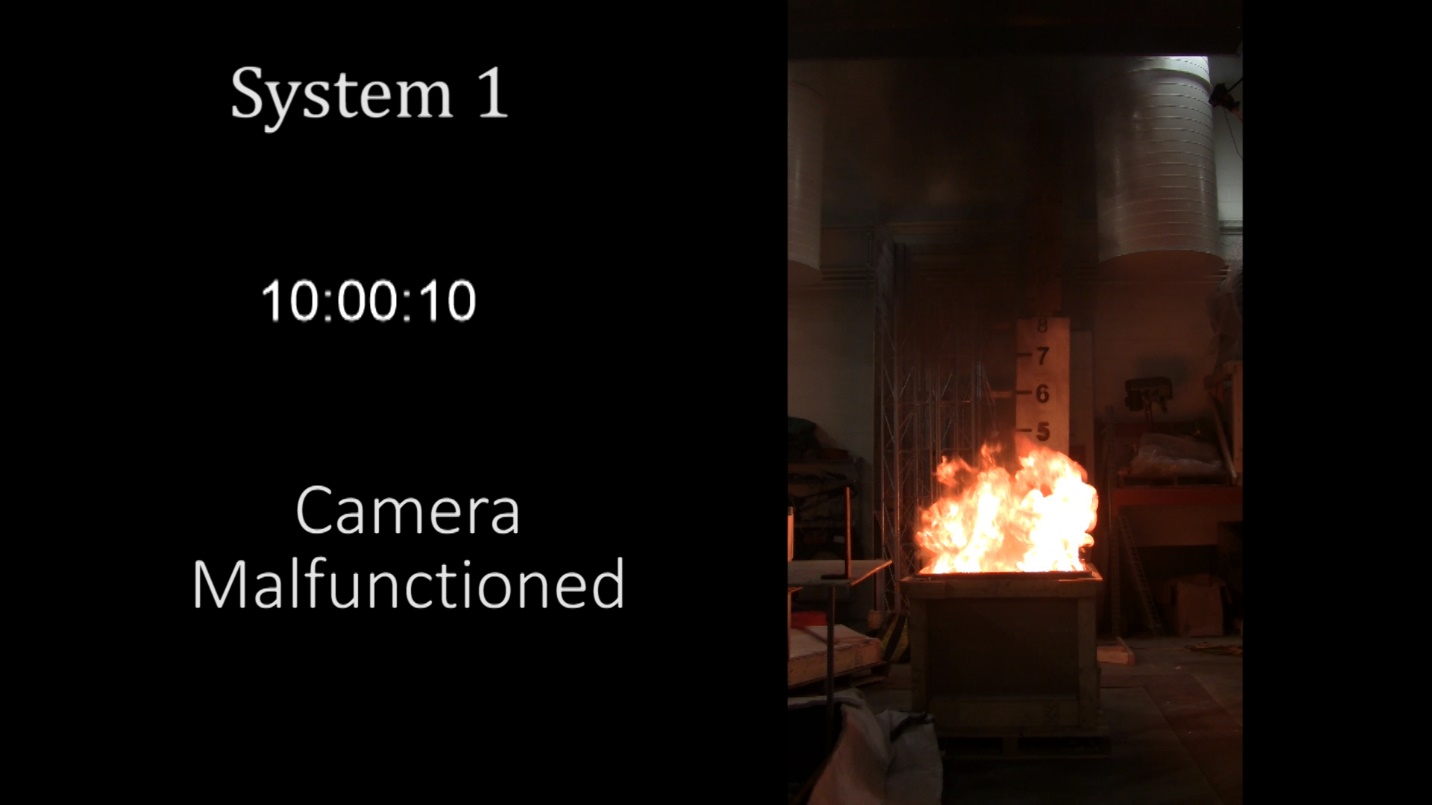 System 1
10:00:10
Camera
Malfunctioned
8
7
6
5